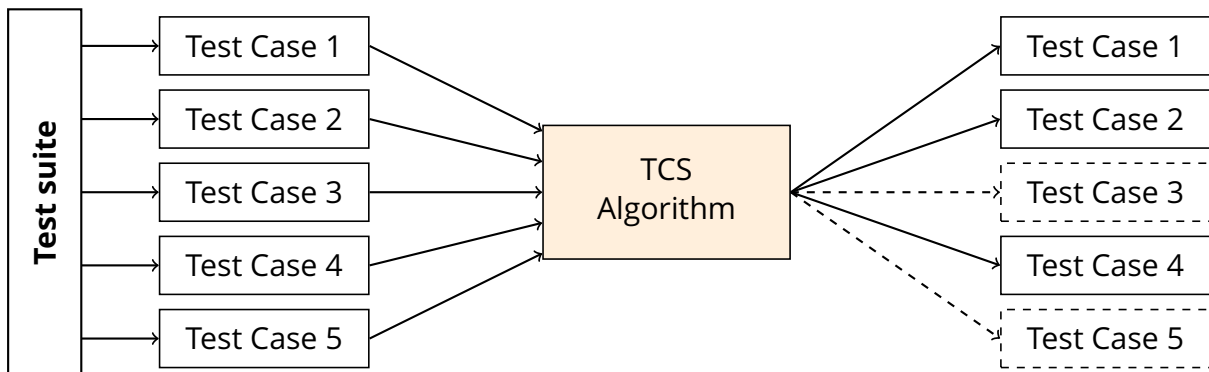 Test suite
Test Case 1
Test Case 2
Test Case 3
Test Case 4
Test Case 5
TCS
Algorithm
Test Case 1
Test Case 2
Test Case 3
Test Case 4
Test Case 5